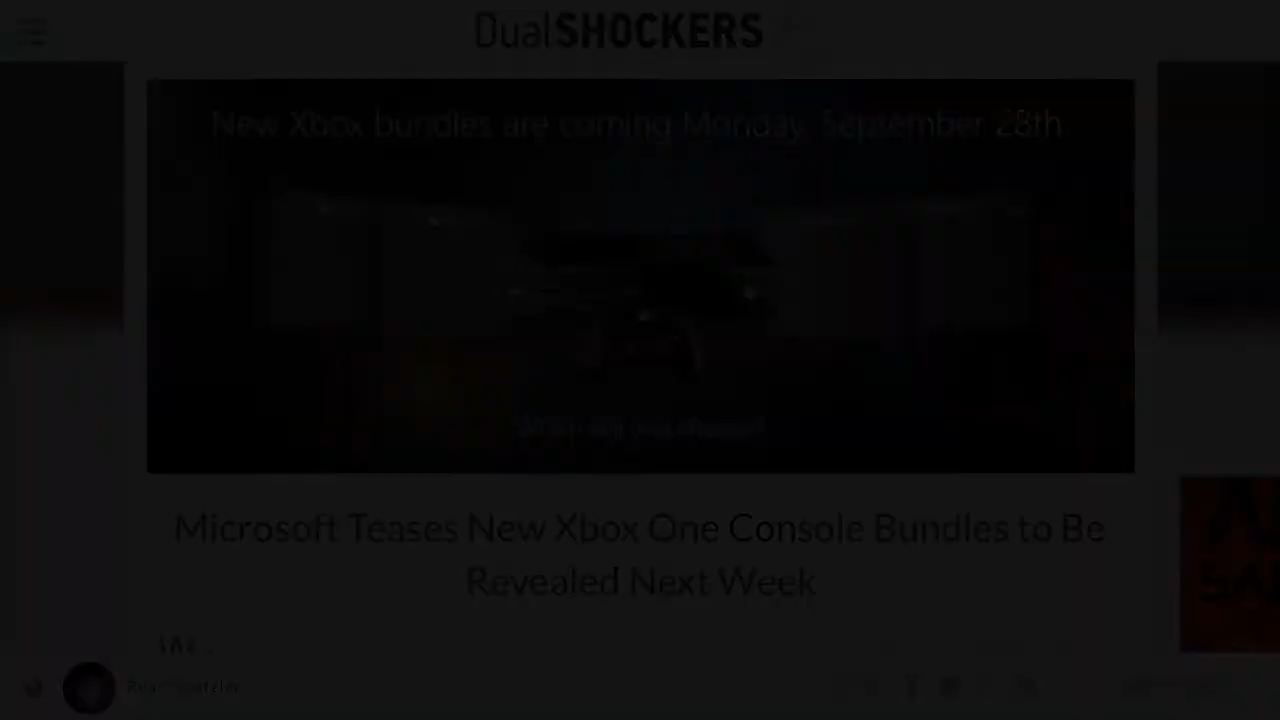 DualSHOCKERS
New Xbox bundles are coming Monday, September 28th
Microsoft Teases New Xbox One Console Bundles to Be
Revealed Next Week